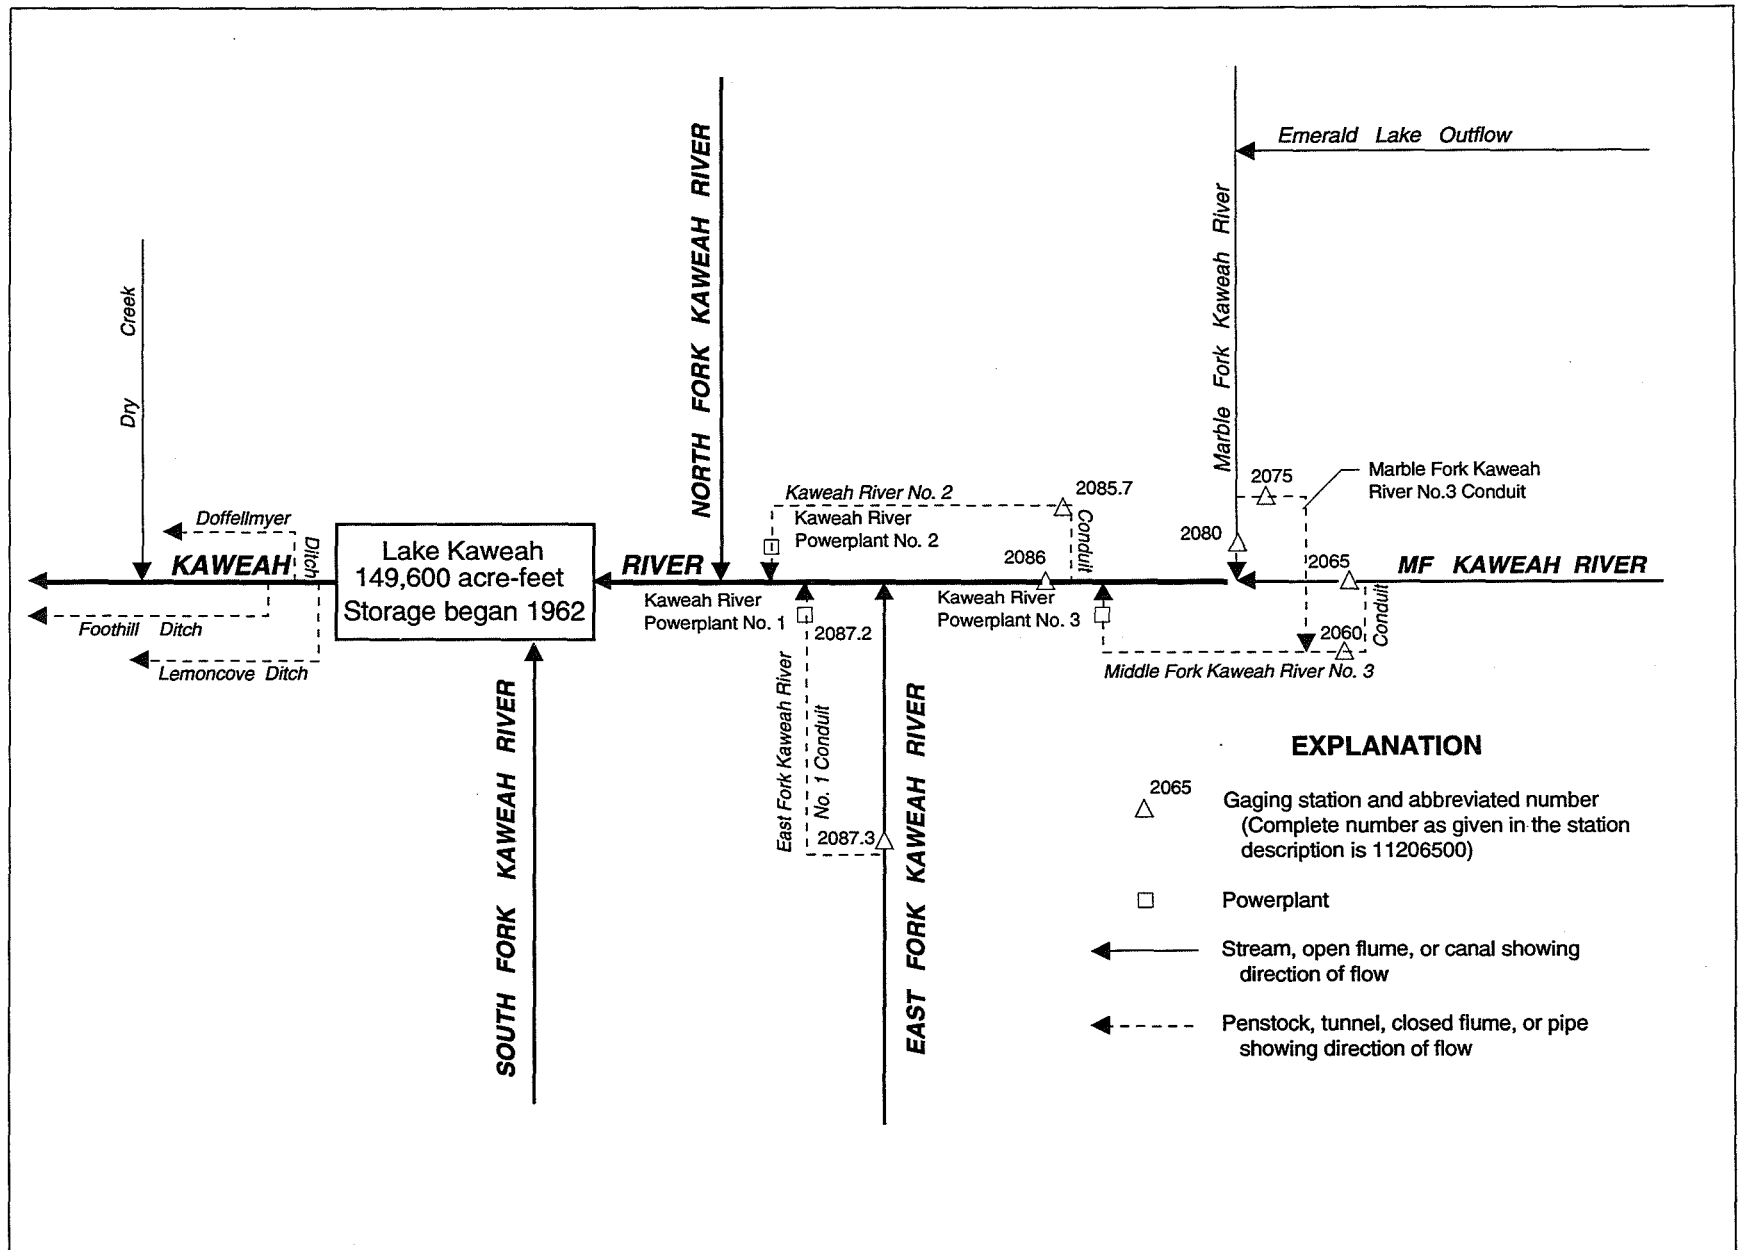 Emerald Lake Outflow
Marble Fork Kaweah River
NORTH FORK KAWEAH RIVER
Dry Creek
Marble Fork Kaweah
River No.3 Conduit
2075
Kaweah River No. 2
2085.7
Conduit
Kaweah River
Powerplant No. 2
Doffellmyer
Ditch
2080
2086
2065
KAWEAH
RIVER
MF KAWEAH RIVER
Lake Kaweah
149,600 acre-feet
Storage began 1962
Kaweah River
Powerplant No. 1
2087.2
Kaweah River
Powerplant No. 3
2060
Conduit
Foothill Ditch
Lemoncove Ditch
Middle Fork Kaweah River No. 3
SOUTH FORK KAWEAH RIVER
East Fork Kaweah River
No. 1 Conduit
2087.3
EAST FORK KAWEAH RIVER
EXPLANATION
2065
Gaging station and abbreviated number
(Complete number as given in the station
description is 11206500)
Powerplant
Stream, open flume, or canal showing
direction of flow
Penstock, tunnel, closed flume, or pipe
showing direction of flow